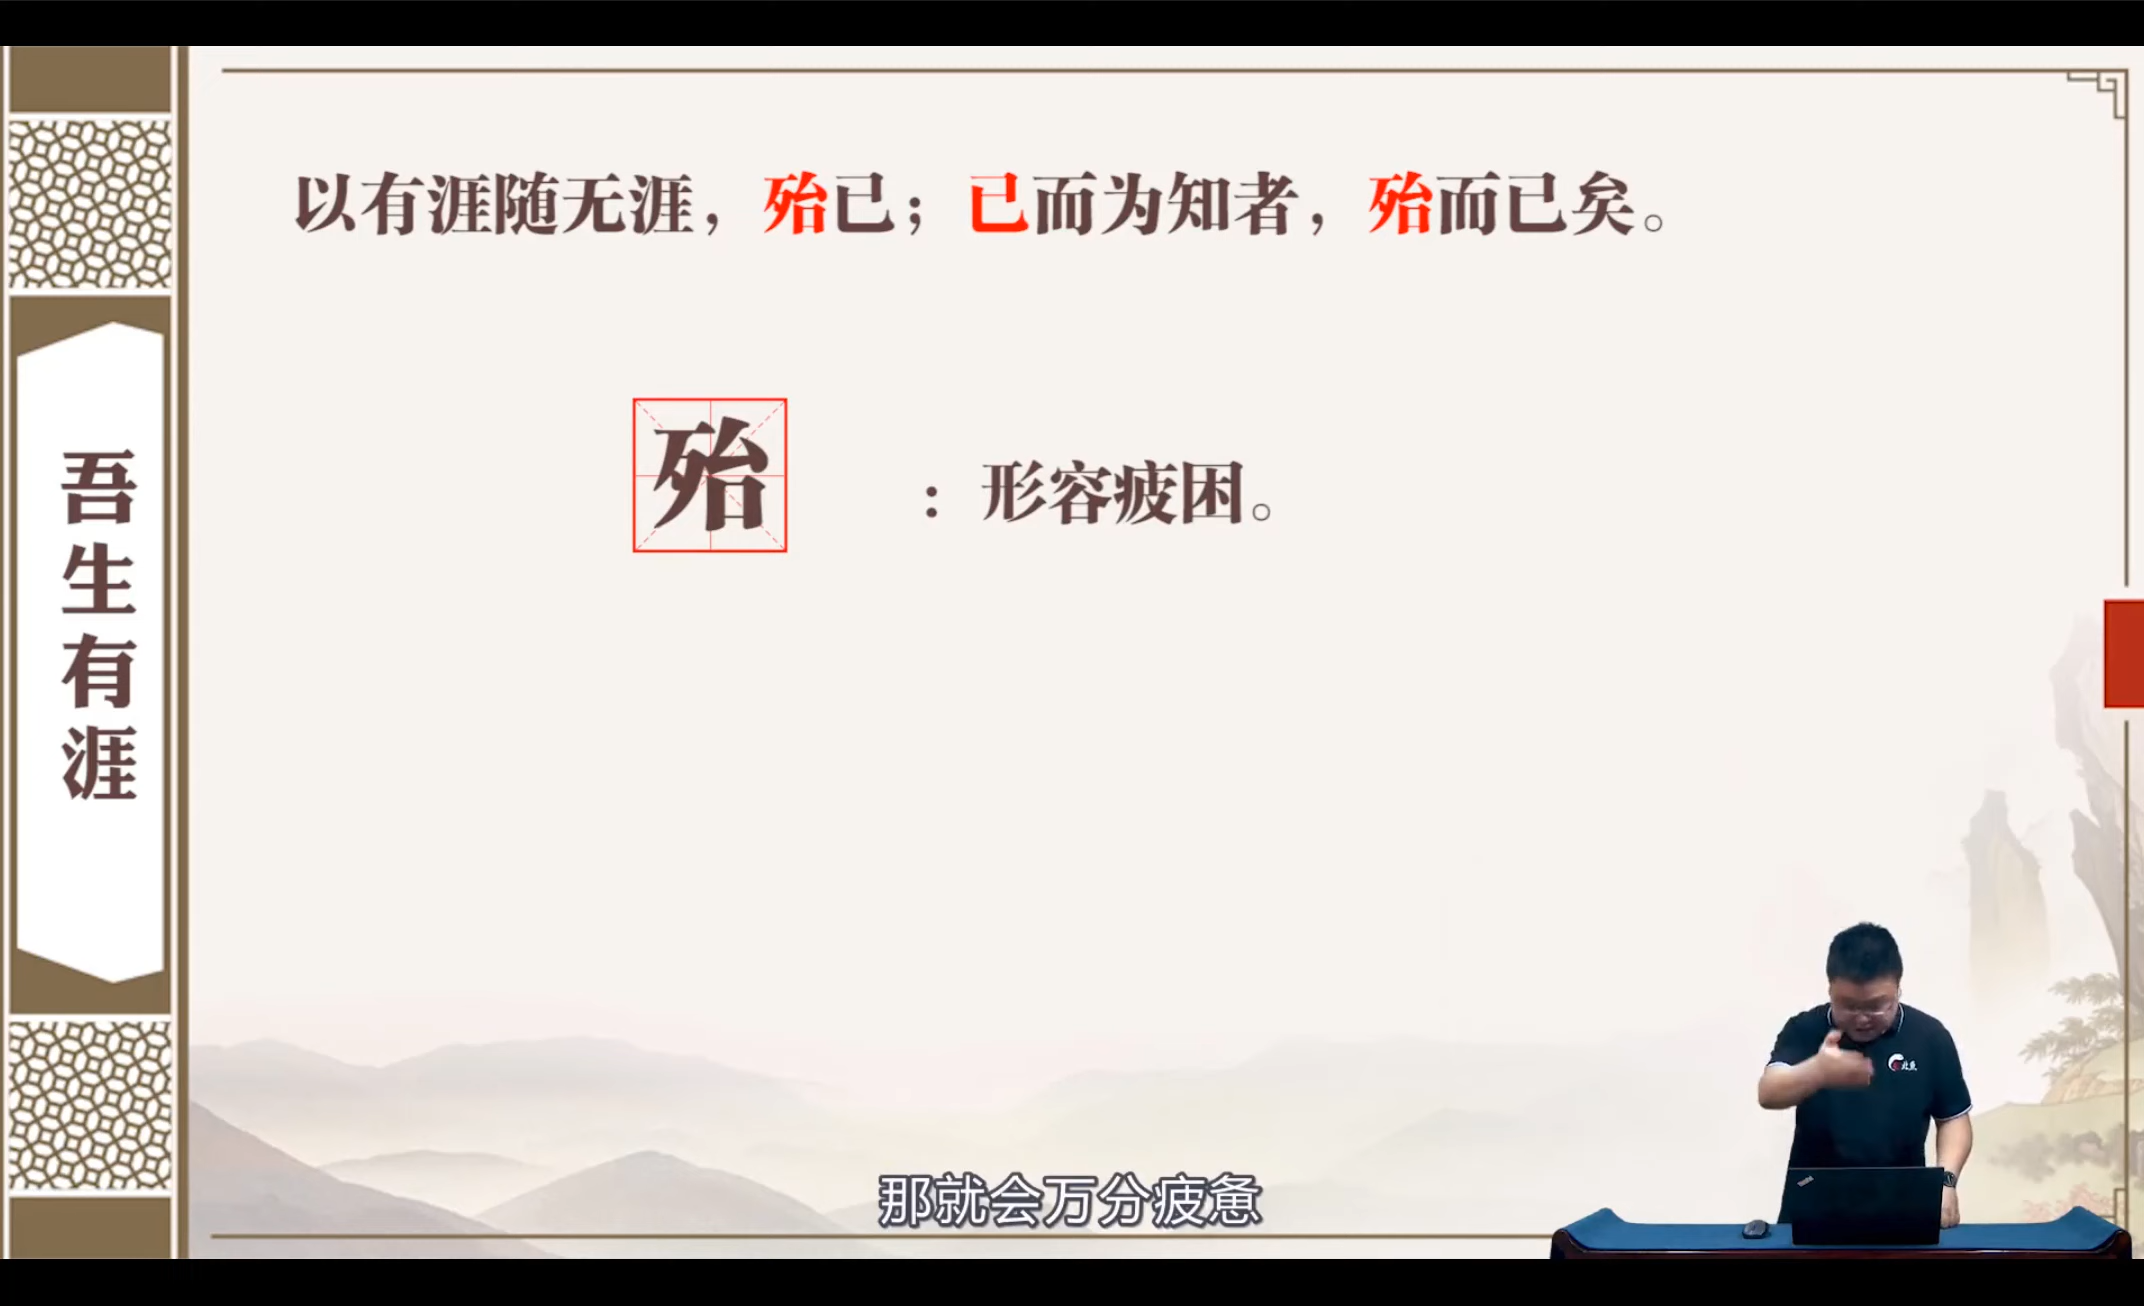 以有涯随无涯，殆已；已而为知者，殆而已矣。
吾生有涯
殆 ：形容疲困。
那就会万分疲惫